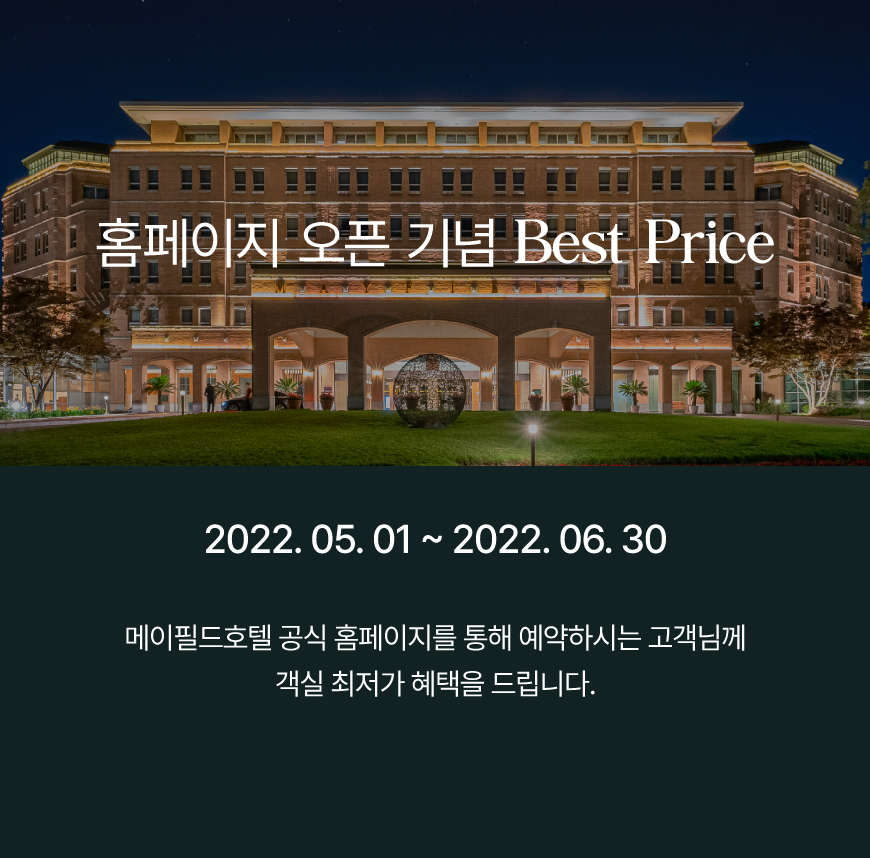 홈페이지 오픈 기념 Best Price
MAYFIELD HOTEL
2022. 05. 01 ~ 2022. 06. 30
메이필드호텔 공식 홈페이지를 통해 예약하시는 고객님께
객실 최저가 혜택을 드립니다.